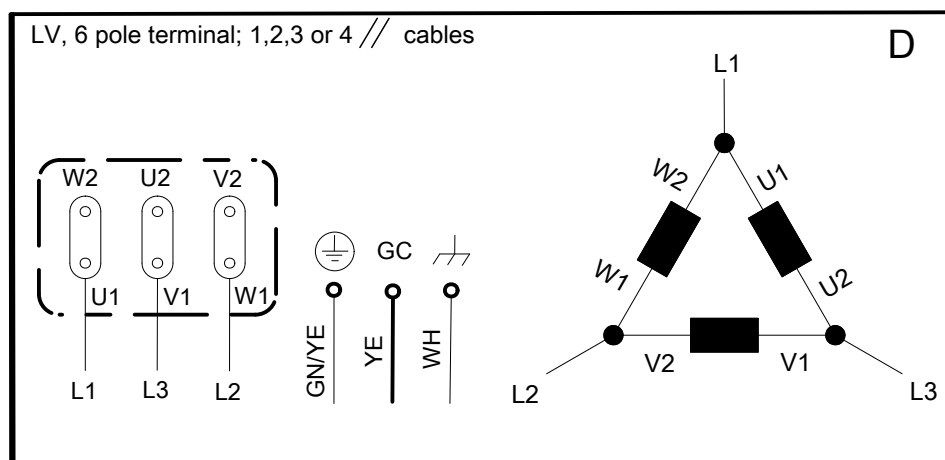 LV, 6 pole terminal; 1,2,3 or 4 // cables
D
L1
W2 U2 V2
U1 V1 W1
L1 L3 L2
GC
GN/YE
YE
WH
W2
U1
W1
U2
V2 V1
L2
L3